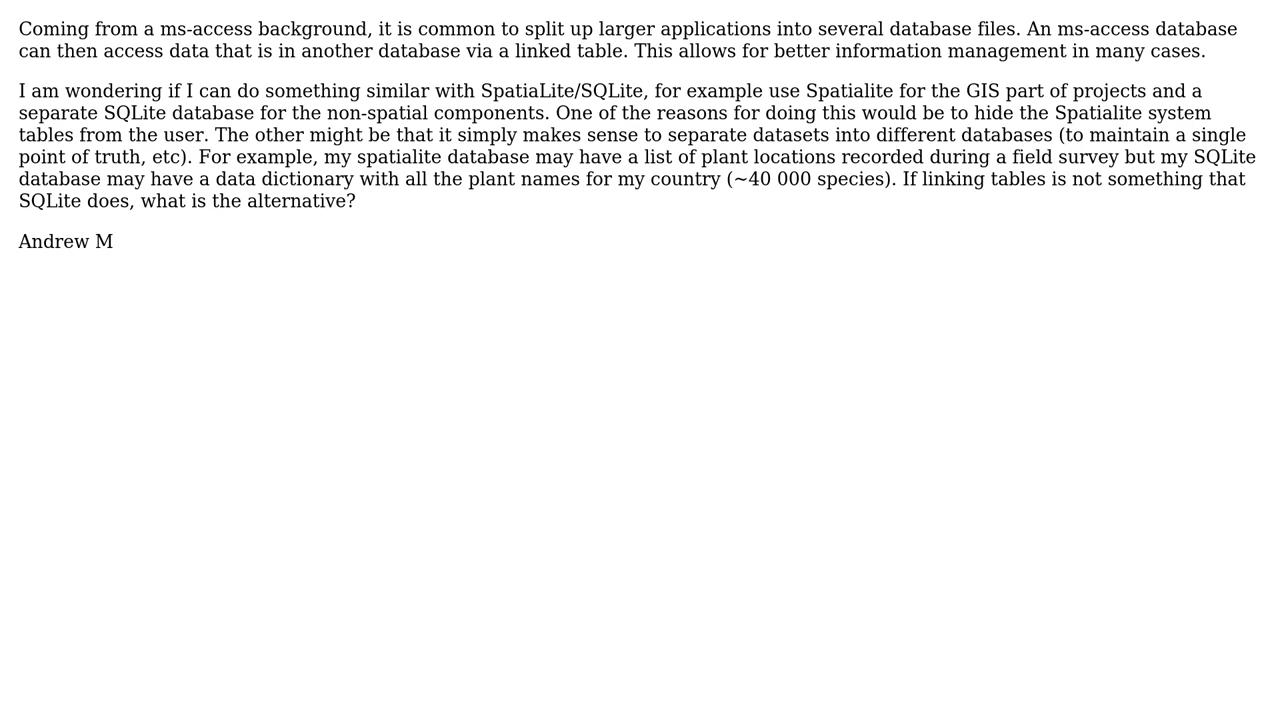 Coming from a ms-access background, it is common to split up larger applications into several database files. An ms-access database
can then access data that is in another database via a linked table. This allows for better information management in many cases.
I am wondering if I can do something similar with SpatiaLite/SQLite, for example use Spatialite for the GIS part of projects and a
separate SQLite database for the non-spatial components. One of the reasons for doing this would be to hide the Spatialite system
tables from the user. The other might be that it simply makes sense to separate datasets into different databases (to maintain a single
point of truth, etc). For example, my spatialite database may have a list of plant locations recorded during a field survey but my SQLite
database may have a data dictionary with all the plant names for my country (~40 000 species). If linking tables is not something that
SQLite does, what is the alternative?
Andrew M